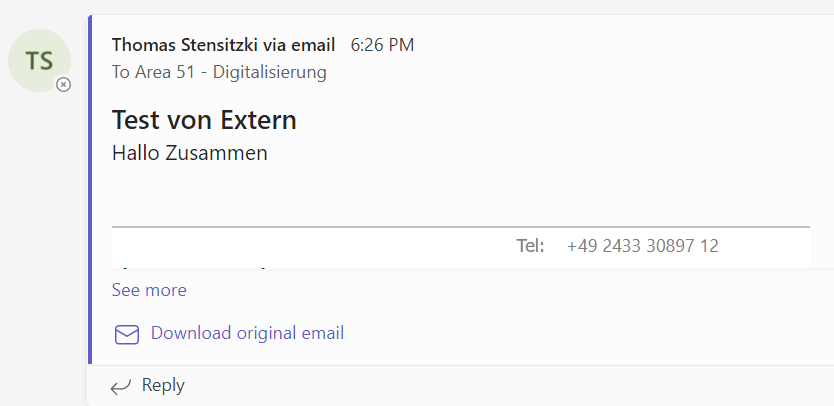 TS
Thomas Stensitzki via email 6:26 PM
To Area 51 - Digitalisierung
Test von Extern
Hallo Zusammen
Tel: +49 2433 30897 12
See more
Download original email
Reply